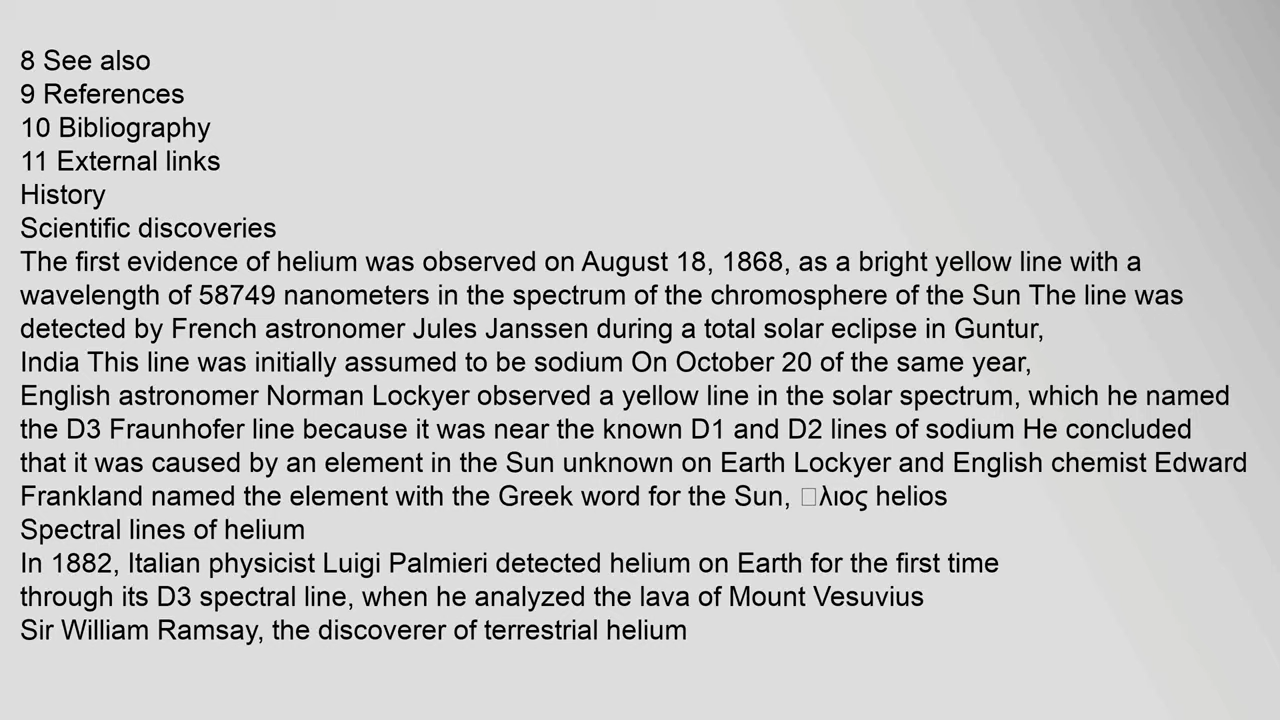 8 See also
9 References
10 Bibliography
11 External links
History
Scientific discoveries
The first evidence of helium was observed on August 18, 1868, as a bright yellow line with a
wavelength of 58749 nanometers in the spectrum of the chromosphere of the Sun The line was
detected by French astronomer Jules Janssen during a total solar eclipse in Guntur,
India This line was initially assumed to be sodium On October 20 of the same year,
English astronomer Norman Lockyer observed a yellow line in the solar spectrum, which he named
the D3 Fraunhofer line because it was near the known D1 and D2 lines of sodium He concluded
that it was caused by an element in the Sun unknown on Earth Lockyer and English chemist Edward
Frankland named the element with the Greek word for the Sun, □λιος helios
Spectral lines of helium
In 1882, Italian physicist Luigi Palmieri detected helium on Earth for the first time
through its D3 spectral line, when he analyzed the lava of Mount Vesuvius
Sir William Ramsay, the discoverer of terrestrial helium